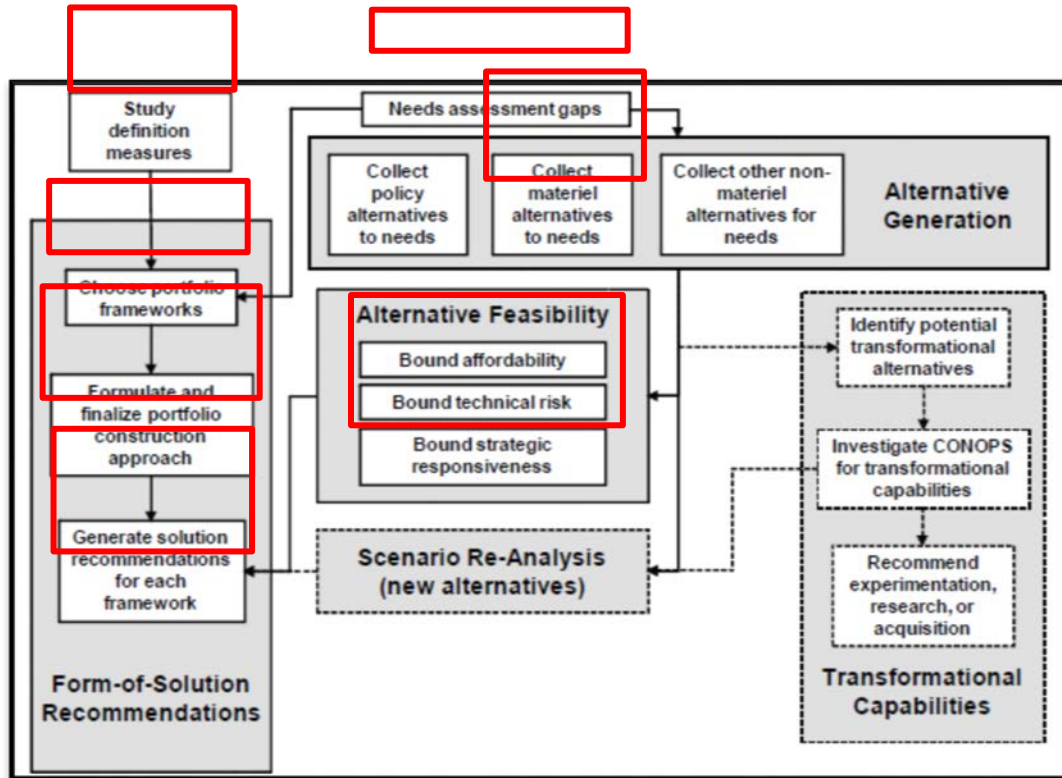 Study
definition
measures
Needs assessment gaps
Collect
policy
alternatives
to needs
Collect
materiel
alternatives
to needs
Collect other non-
materiel
alternatives for
needs
Alternative
Generation
Choose portfolio
frameworks
Formulate and
finalize portfolio
construction
approach
Generate solution
recommendations
for each
framework
Form-of-Solution
Recommendations
Alternative Feasibility
Bound affordability
Bound technical risk
Bound strategic
responsiveness
Scenario Re-Analysis
(new alternatives)
Identify potential
transformational
alternatives
Investigate CONOPS
for transformational
capabilities
Recommend
experimentation,
research, or
acquisition
Transformational
Capabilities